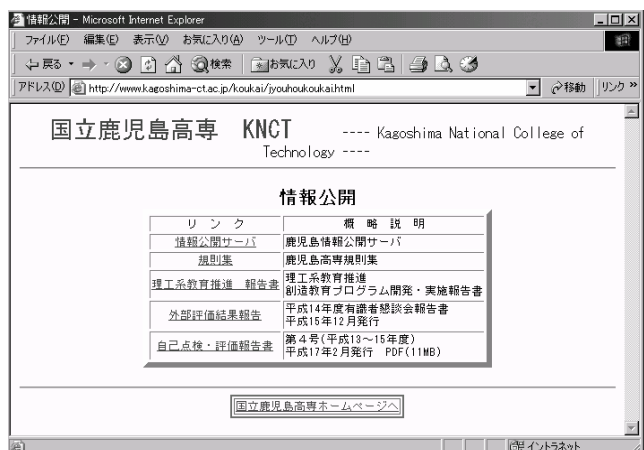 情報公開 - Microsoft Internet Explorer
ファイル(F) 編集(E) 表示(V) お気に入り(A) ツール(T) ヘルプ(H)
戻る 検索 お気に入り
アドレス(D) http://www.kagoshima-ct.ac.jp/koukai/jyouhoukoukai.html 移動 リンク »
国立鹿児島高専 KNCT ---- Kagoshima National College of
Technology ----
情報公開
リ ン ク 概 略 説 明
情報公開サーバ 鹿児島情報公開サーバ
規則集 鹿児島高専規則集
理工系教育推進 報告書 理工系教育推進
創造教育プログラム開発・実施報告書
外部評価結果報告 平成14年度有識者懇談会報告書
平成15年12月発行
自己点検・評価報告書 第4号(平成13~15年度)
平成17年2月発行 PDF(11MB)
国立鹿児島高専ホームページへ
イントラネット